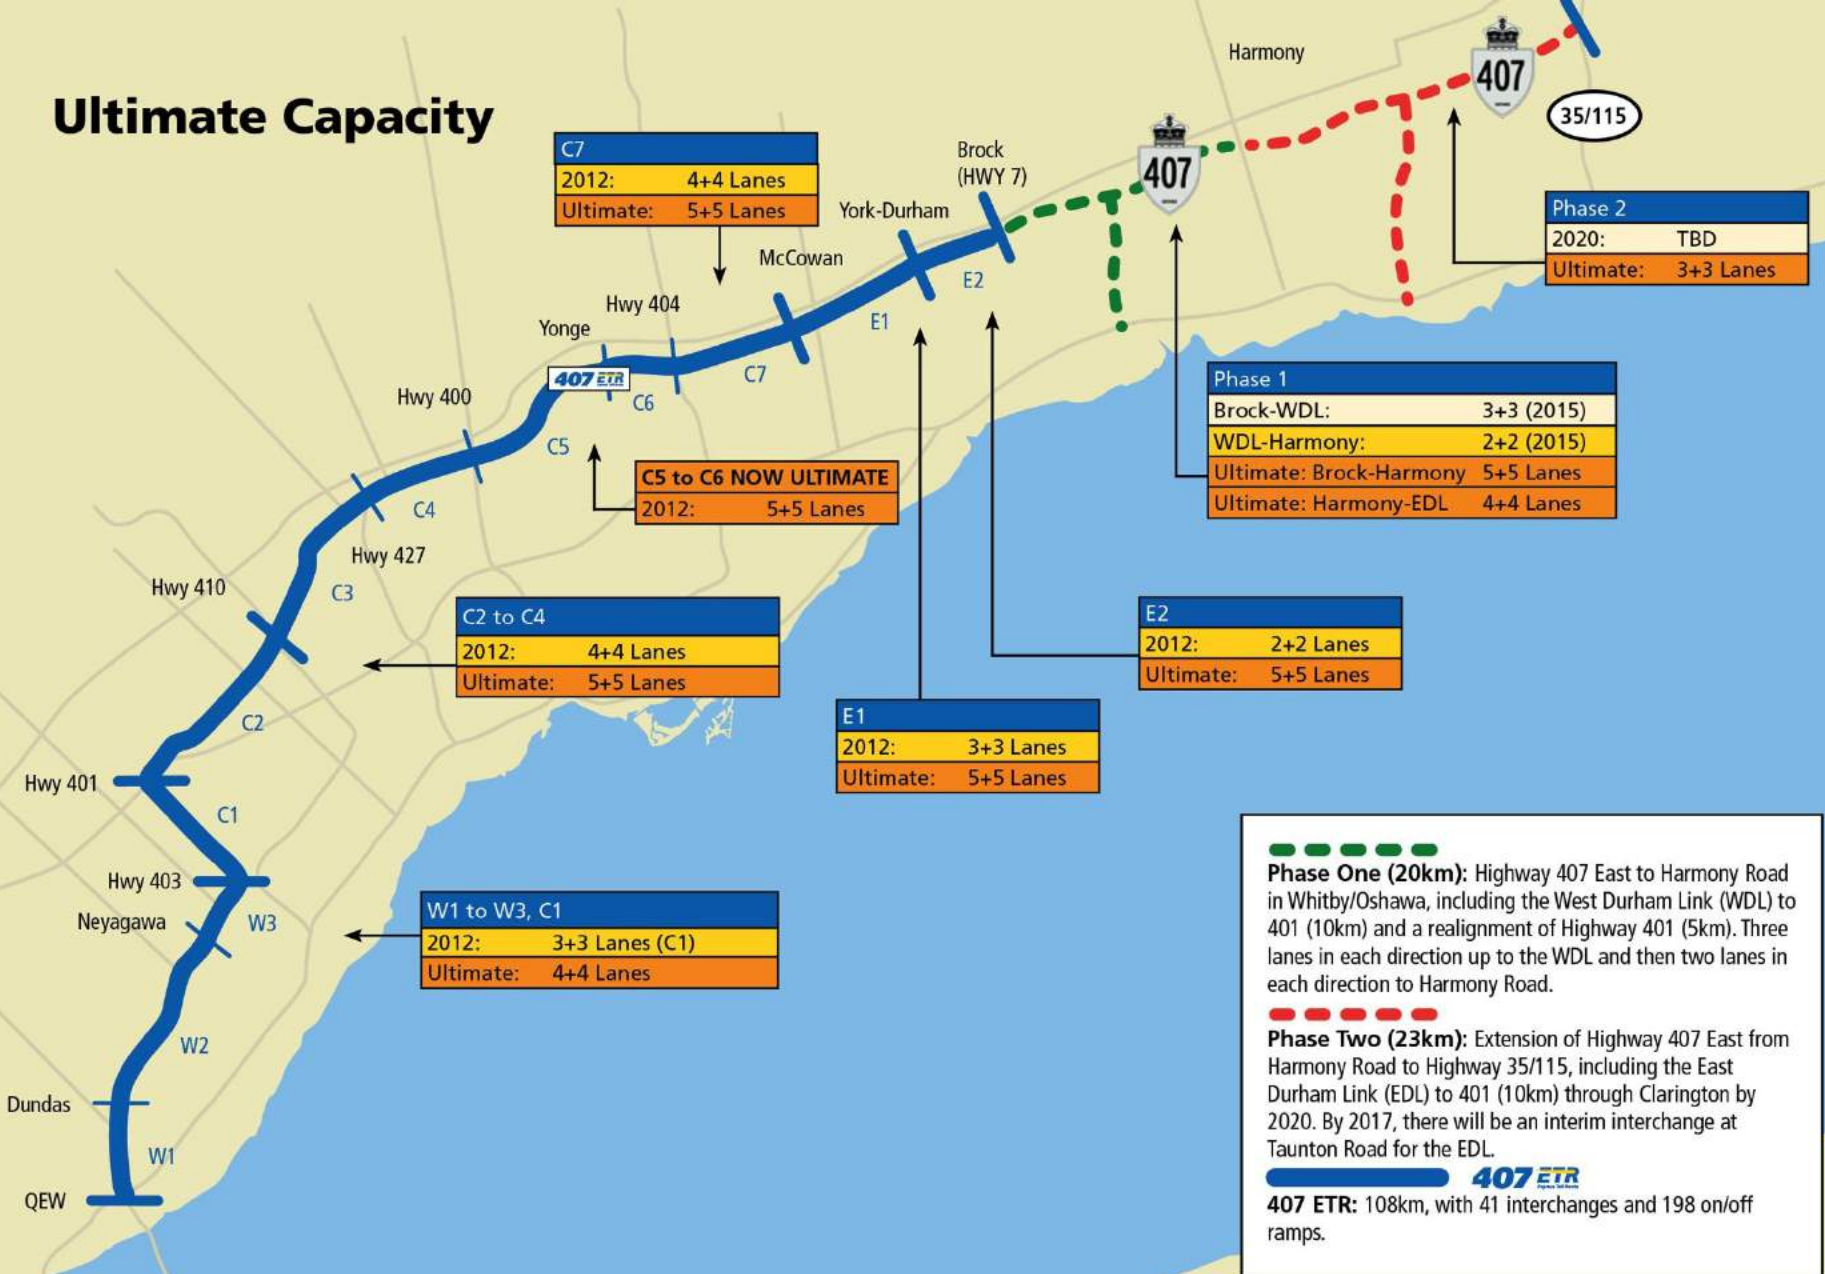 Ultimate Capacity
Harmony
407
35/115
407
Brock
(HWY 7)
York-Durham
McCowan
Hwy 404
Yonge
Hwy 400
Hwy 427
Hwy 410
Hwy 401
Hwy 403
Neyagawa
Dundas
QEW
407 ETR
E2
E1
C7
C6
C5
C4
C3
C2
C1
W3
W2
W1
C7
2012: 4+4 Lanes
Ultimate: 5+5 Lanes
Phase 2
2020: TBD
Ultimate: 3+3 Lanes
Phase 1
Brock-WDL: 3+3 (2015)
WDL-Harmony: 2+2 (2015)
Ultimate: Brock-Harmony 5+5 Lanes
Ultimate: Harmony-EDL 4+4 Lanes
C5 to C6 NOW ULTIMATE
2012: 5+5 Lanes
C2 to C4
2012: 4+4 Lanes
Ultimate: 5+5 Lanes
E2
2012: 2+2 Lanes
Ultimate: 5+5 Lanes
E1
2012: 3+3 Lanes
Ultimate: 5+5 Lanes
W1 to W3, C1
2012: 3+3 Lanes (C1)
Ultimate: 4+4 Lanes
Phase One (20km): Highway 407 East to Harmony Road
in Whitby/Oshawa, including the West Durham Link (WDL) to
401 (10km) and a realignment of Highway 401 (5km). Three
lanes in each direction up to the WDL and then two lanes in
each direction to Harmony Road.
Phase Two (23km): Extension of Highway 407 East from
Harmony Road to Highway 35/115, including the East
Durham Link (EDL) to 401 (10km) through Clarington by
2020. By 2017, there will be an interim interchange at
Taunton Road for the EDL.
407 ETR
407 ETR: 108km, with 41 interchanges and 198 on/off
ramps.